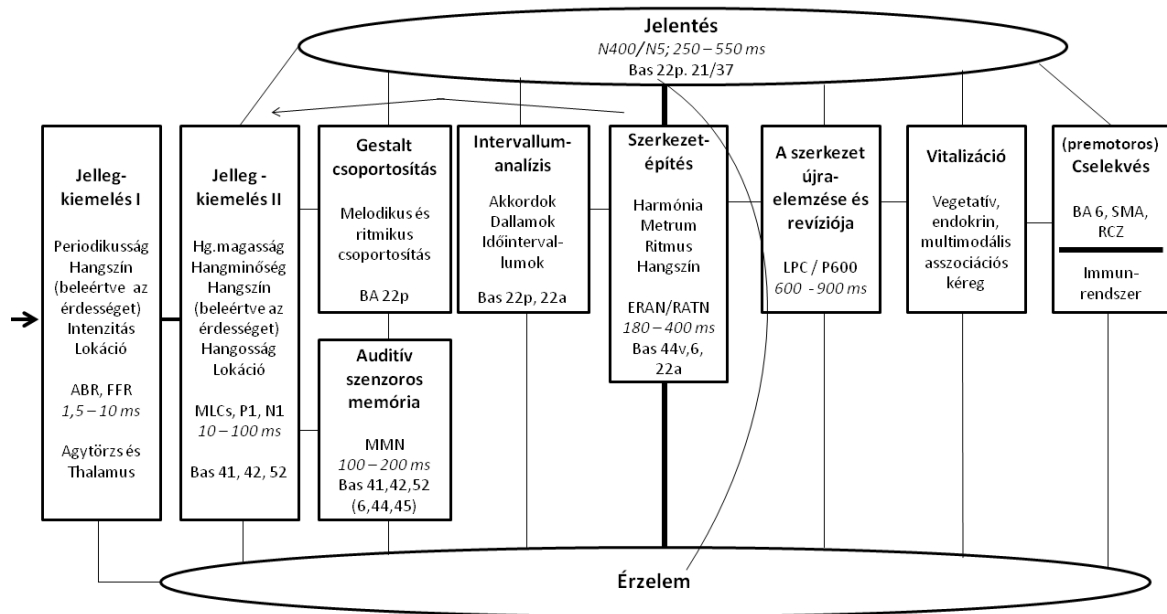 Jelentés
N400/N5; 250 – 550 ms
Bas 22p. 21/37
Jelleg-
kiemelés I
Periodikusság
Hangszín
(beleértve az
érdességet)
Intenzitás
Lokáció
ABR, FFR
1,5 – 10 ms
Agytörzs és
Thalamus
Jelleg -
kiemelés II
Hg.magasság
Hangminőség
Hangszín
(beleértve az
érdességet)
Hangosság
Lokáció
MLCs, P1, N1
10 – 100 ms
Bas 41, 42, 52
Gestalt
csoportosítás
Melodikus és
ritmikus
csoportosítás
BA 22p
Auditív
szenzoros
memória
MMN
100 – 200 ms
Bas 41,42,52
(6,44,45)
Intervallum-
analízis
Akkordok
Dallamok
Időinterval-
lumok
Bas 22p, 22a
Szerkezet-
építés
Harmónia
Metrum
Ritmus
Hangszín
ERAN/RATN
180 – 400 ms
Bas 44v,6,
22a
A szerkezet
újra-
elemzése és
revíziója
LPC / P600
600 - 900 ms
Vitalizáció
Vegetatív,
endokrin,
multimodális
asszociációs
kéreg
(premotoros)
Cselekvés
BA 6, SMA,
RCZ
Immun-
rendszer
Érzelem